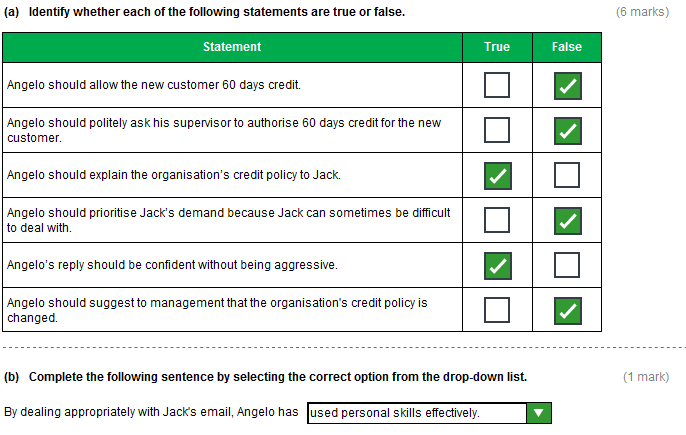 (a) Identify whether each of the following statements are true or false. (6 marks)
Statement True False
Angelo should allow the new customer 60 days credit.
Angelo should politely ask his supervisor to authorise 60 days credit for the new
customer.
Angelo should explain the organisation's credit policy to Jack.
Angelo should prioritise Jack's demand because Jack can sometimes be difficult
to deal with.
Angelo's reply should be confident without being aggressive.
Angelo should suggest to management that the organisation's credit policy is
changed.
(b) Complete the following sentence by selecting the correct option from the drop-down list. (1 mark)
By dealing appropriately with Jack's email, Angelo has used personal skills effectively.